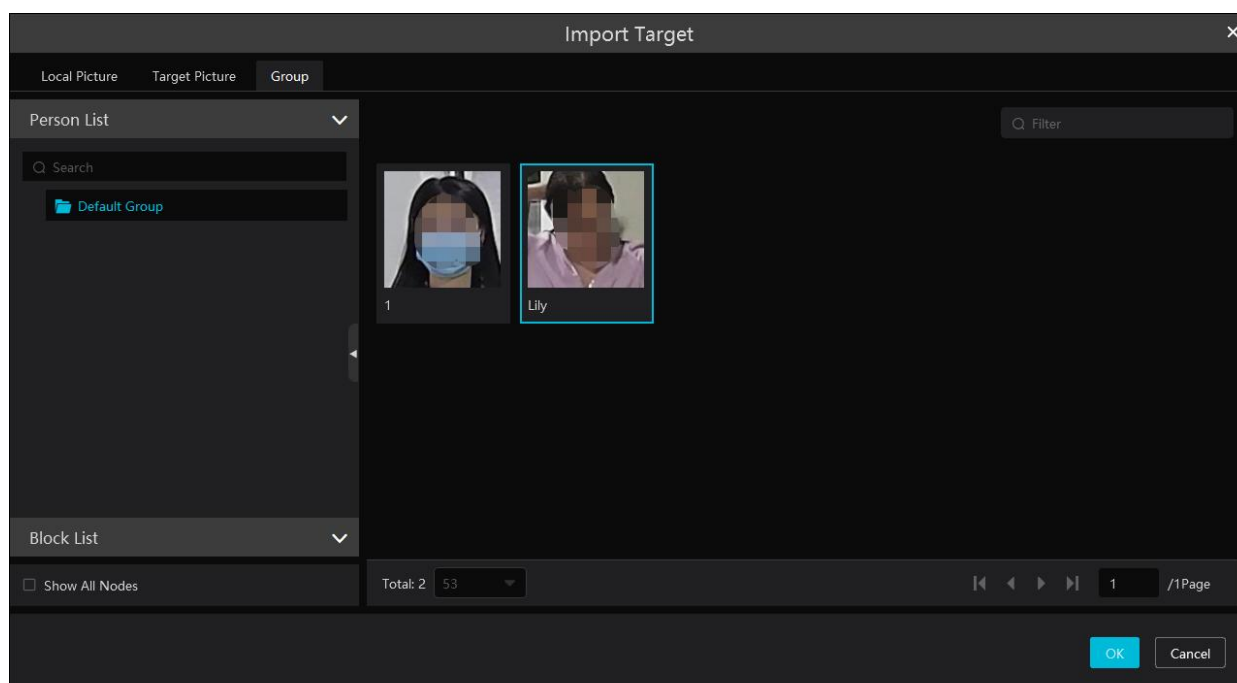 Import Target
Local Picture Target Picture Group
Person List
Filter
Search
Default Group
1 Lily
Block List
Show All Nodes
Total: 2 53 1 /1Page
OK Cancel